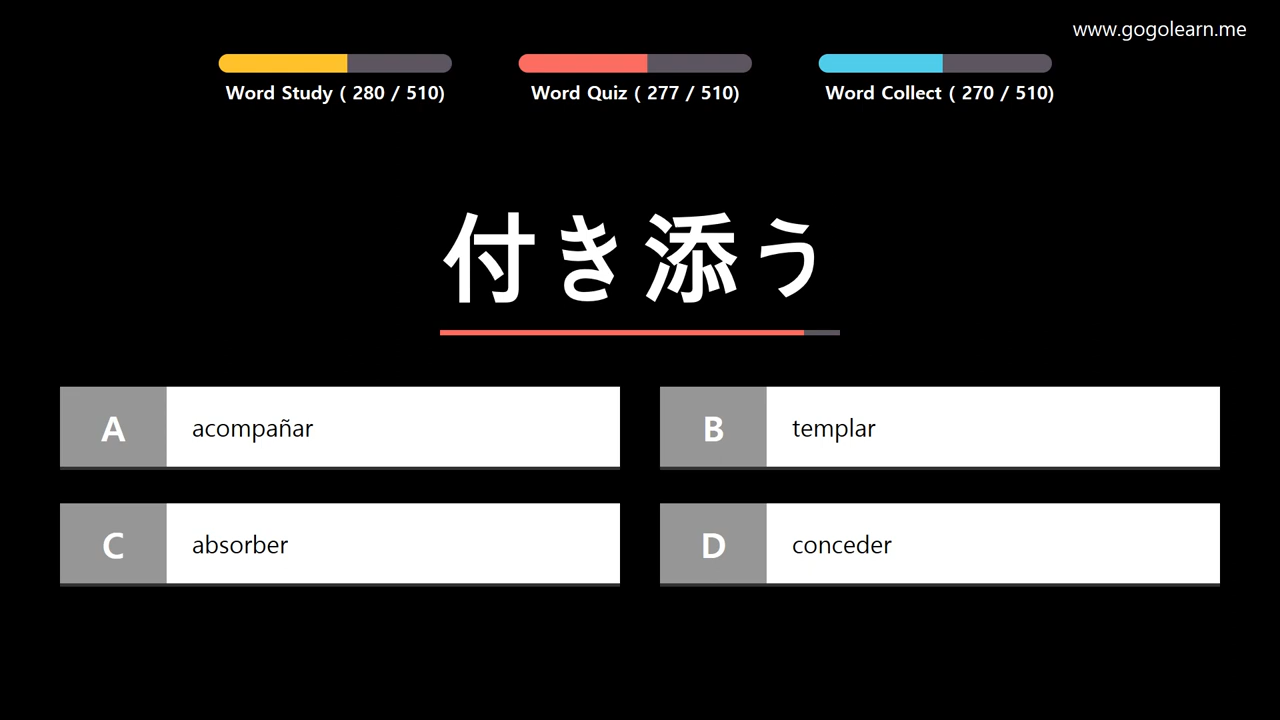 www.gogolearn.me
Word Study ( 280 / 510)
Word Quiz ( 277 / 510)
Word Collect ( 270 / 510)
付き添う
A acompañar
B templar
C absorber
D conceder